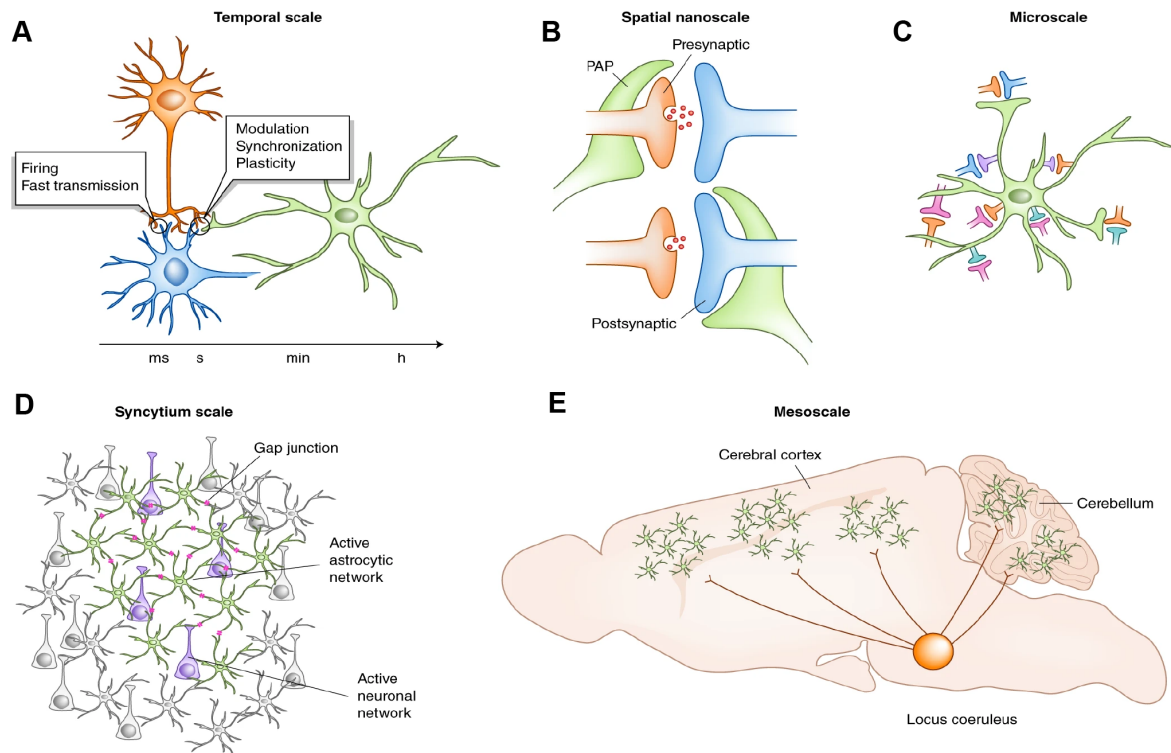 A
Temporal scale
Firing
Fast transmission
Modulation
Synchronization
Plasticity
ms
s
min
h
B
Spatial nanoscale
PAP
Presynaptic
Postsynaptic
C
Microscale
D
Syncytium scale
Gap junction
Active
astrocytic
network
Active
neuronal
network
E
Mesoscale
Cerebral cortex
Cerebellum
Locus coeruleus